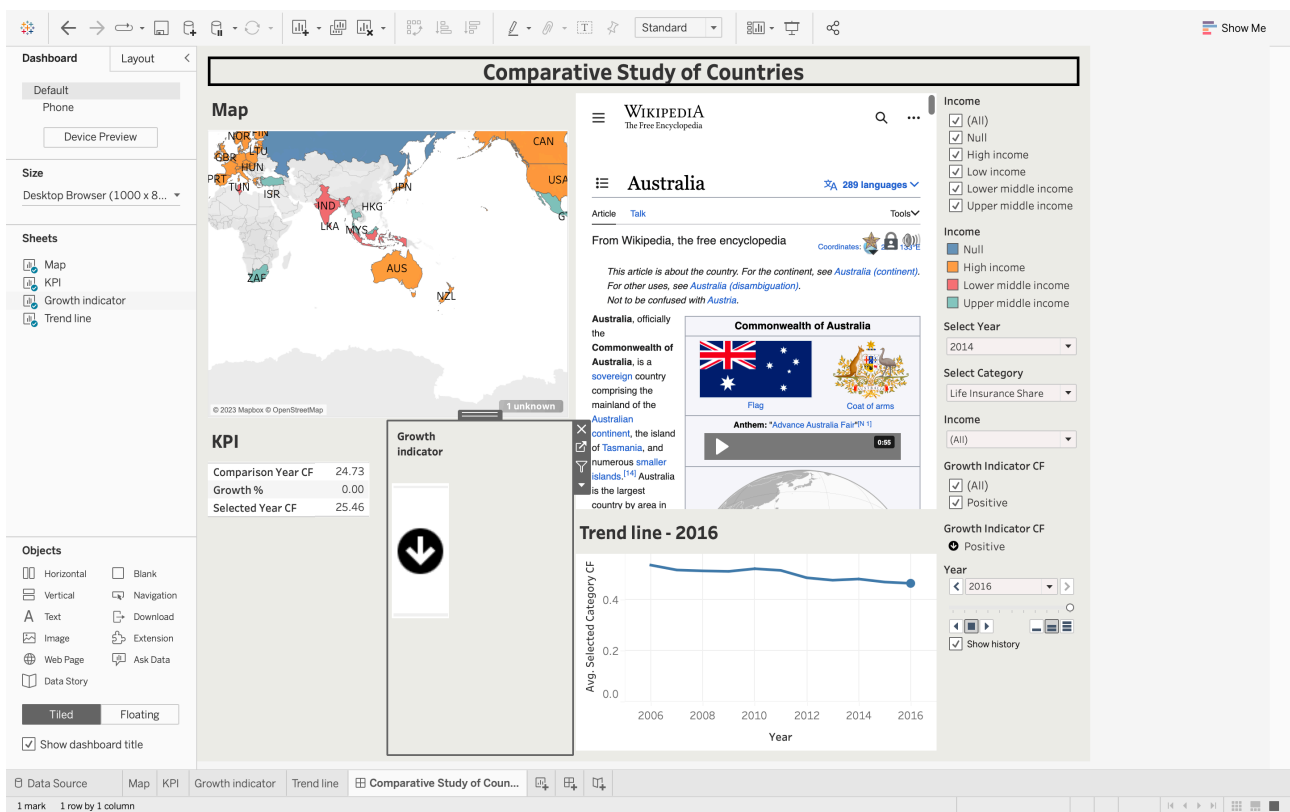 Standard
Show Me
Dashboard
Layout
Default
Phone
Device Preview
Size
Desktop Browser (1000 x 8...
Sheets
Map
KPI
Growth indicator
Trend line
Objects
Horizontal
Blank
Vertical
Navigation
Text
Download
Image
Extension
Web Page
Ask Data
Data Story
Tiled
Floating
Show dashboard title
Comparative Study of Countries
Map
NOR
FIN
GBR
LTU
HUN
PRT
TUN
ISR
JPN
CAN
USA
IND
HKG
LKA
MYS
G
ZAF
AUS
NZL
© 2023 Mapbox © OpenStreetMap
1 unknown
KPI
Comparison Year CF 24.73
Growth % 0.00
Selected Year CF 25.46
Growth
indicator
WIKIPEDIA
The Free Encyclopedia
Australia
289 languages
Article
Talk
Tools
From Wikipedia, the free encyclopedia
Coordinates:
133°E
This article is about the country. For the continent, see Australia (continent).
For other uses, see Australia (disambiguation).
Not to be confused with Austria.
Australia, officially
the
Commonwealth of
Australia, is a
sovereign country
comprising the
mainland of the
Australian
continent, the island
of Tasmania, and
numerous smaller
islands.[14] Australia
is the largest
country by area in
Commonwealth of Australia
Flag
Coat of arms
Anthem: "Advance Australia Fair"[N 1]
0:55
Trend line - 2016
Avg. Selected Category CF
0.4
0.2
0.0
2006 2008 2010 2012 2014 2016
Year
Income
(All)
Null
High income
Low income
Lower middle income
Upper middle income
Income
Null
High income
Lower middle income
Upper middle income
Select Year
2014
Select Category
Life Insurance Share
Income
(All)
Growth Indicator CF
(All)
Positive
Growth Indicator CF
Positive
Year
2016
Show history
Data Source
Map
KPI
Growth indicator
Trend line
Comparative Study of Coun...
1 mark 1 row by 1 column